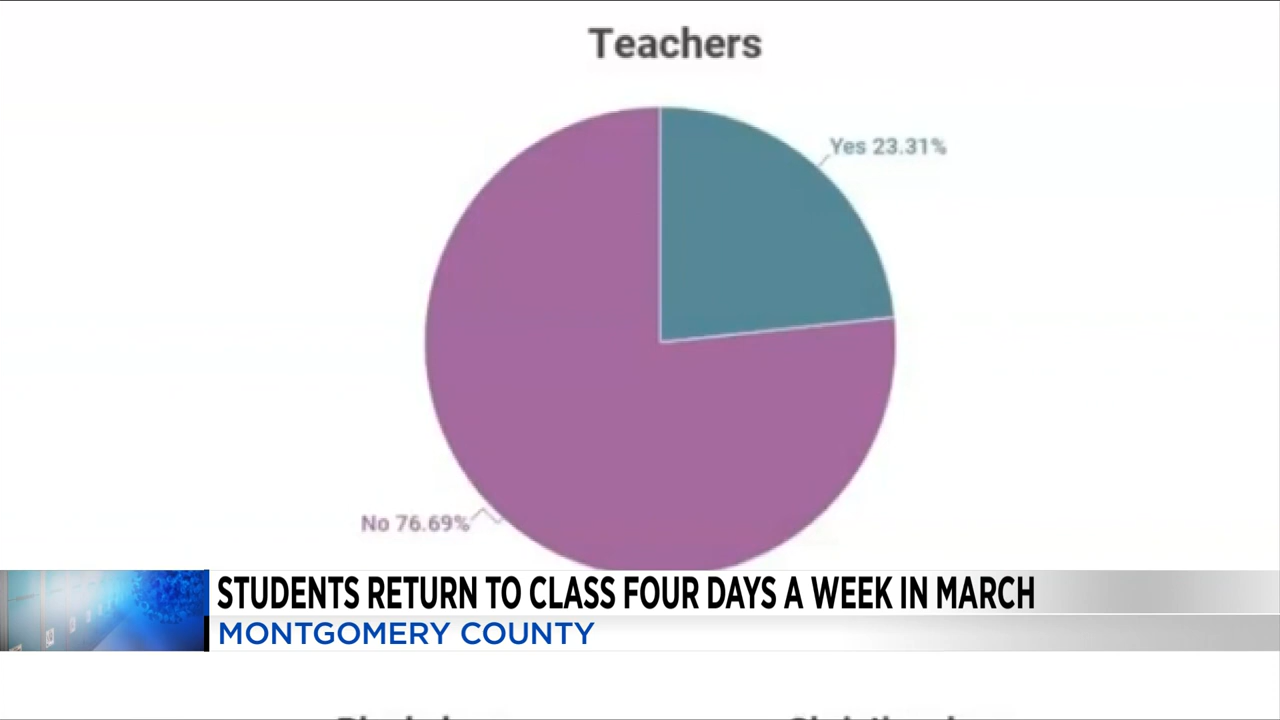 Teachers
Yes 23.31%
No 76.69%
STUDENTS RETURN TO CLASS FOUR DAYS A WEEK IN MARCH
MONTGOMERY COUNTY